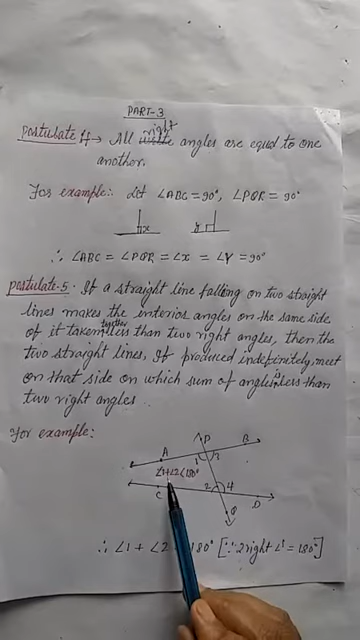 PART-3
Postulate 4 → All right angles are equal to one
another.
For example:- Let ∠ABC = 90°, ∠PQR = 90°
x y
∴ ∠ABC = ∠PQR = ∠x = ∠Y = 90°
Postulate-5. If a straight line falling on two straight
lines makes the interior angles on the same side
of it taken together less than two right angles, then the
two straight lines, If produced indefinitely, meet
on that side on which sum of angles is less than
two right angles.
For example:
P
A B
1 3
∠1+∠2<180°
2 4
C D
Q
∴ ∠1 + ∠2 180° [∵ 2 right ∠s = 180°]